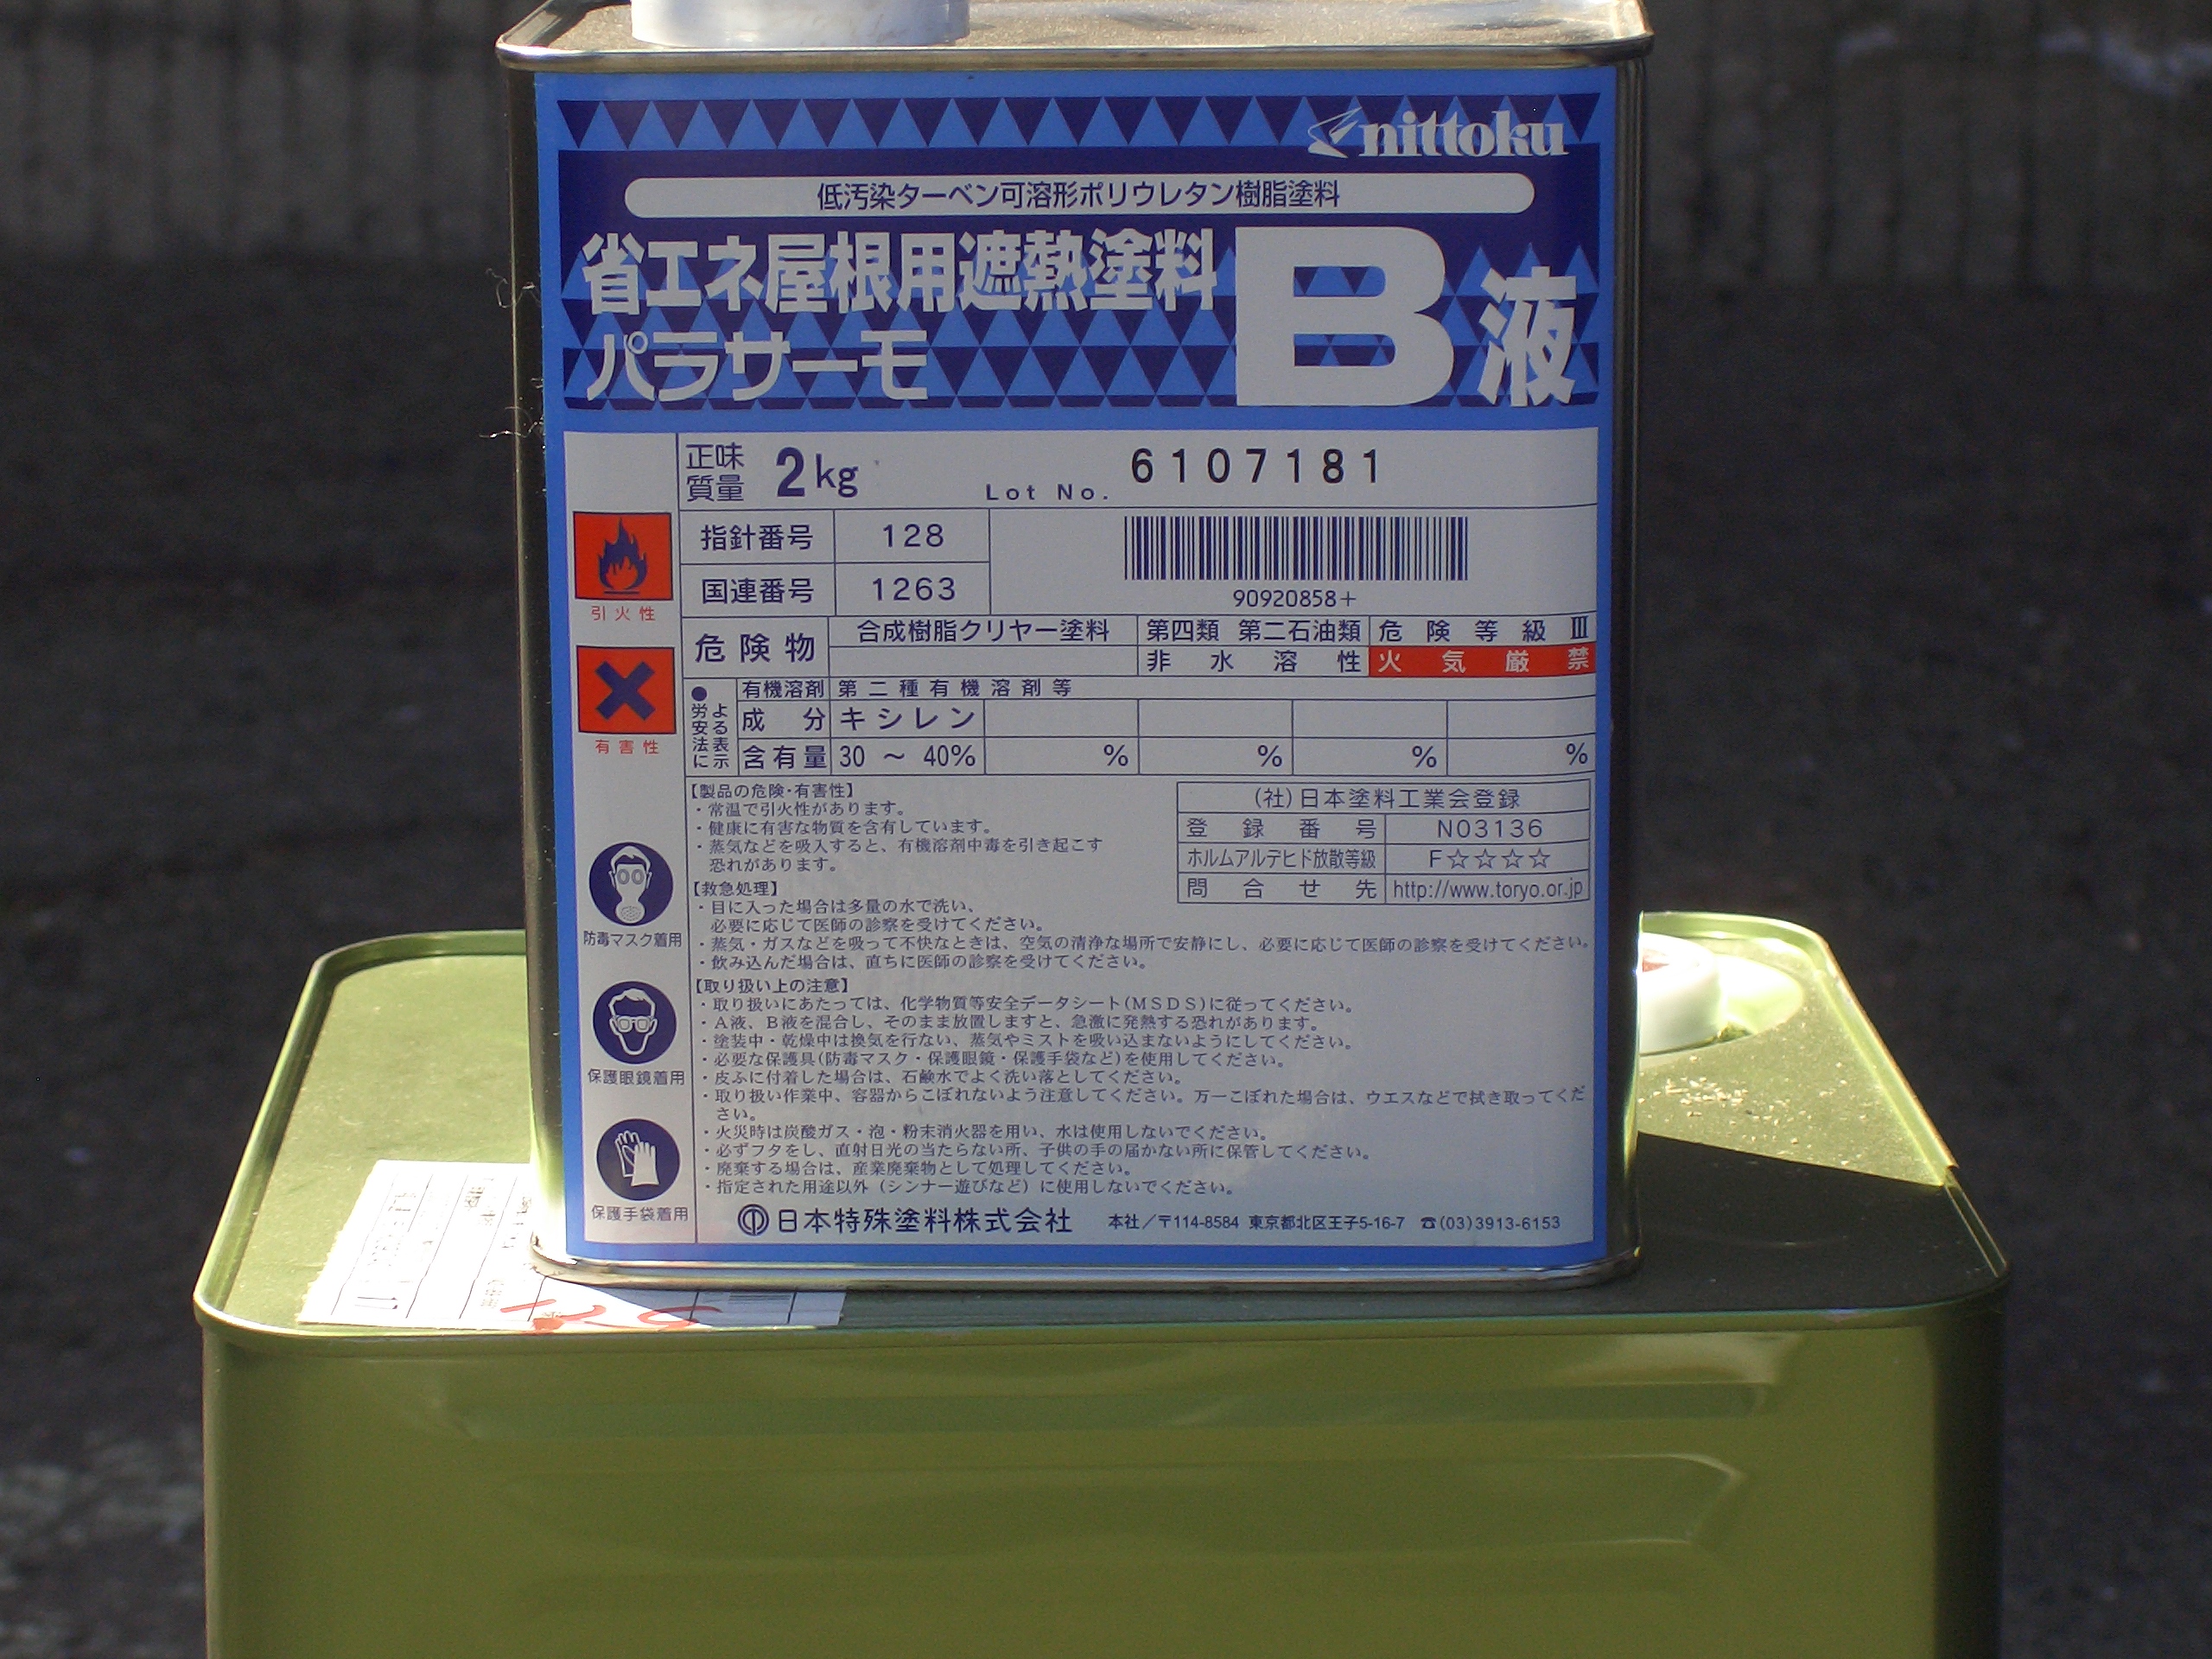 nittoku
低汚染ターペン可溶形ポリウレタン樹脂塗料
省エネ屋根用遮熱塗料
パラサーモ
B液
正味質量 2kg
Lot No. 6107181
指針番号 128
国連番号 1263
90920858+
引火性
危険物 合成樹脂クリヤー塗料 第四類 第二石油類 危険等級 Ⅲ
非水溶性 火気厳禁
有害性
●労安法による表示
有機溶剤 第二種有機溶剤等
成分 キシレン
含有量 30 ～ 40% % % % %
(社)日本塗料工業会登録
登録番号 N03136
ホルムアルデヒド放散等級 F☆☆☆☆
問合せ先 http://www.toryo.or.jp
【製品の危険・有害性】
・常温で引火性があります。
・健康に有害な物質を含有しています。
・蒸気などを吸入すると、有機溶剤中毒を引き起こす
恐れがあります。
【救急処理】
・目に入った場合は多量の水で洗い、
必要に応じて医師の診察を受けてください。
・蒸気・ガスなどを吸って不快なときは、空気の清浄な場所で安静にし、必要に応じて医師の診察を受けてください。
・飲み込んだ場合は、直ちに医師の診察を受けてください。
【取り扱い上の注意】
・取り扱いにあたっては、化学物質等安全データシート(MSDS)に従ってください。
・A液、B液を混合し、そのまま放置しますと、急激に発熱する恐れがあります。
・塗装中・乾燥中は換気を行ない、蒸気やミストを吸い込まないようにしてください。
・必要な保護具(防毒マスク・保護眼鏡・保護手袋など)を使用してください。
・皮ふに付着した場合は、石鹸水でよく洗い落としてください。
・取り扱い作業中、容器からこぼれないよう注意してください。万一こぼれた場合は、ウエスなどで拭き取ってくだ
さい。
・火災時は炭酸ガス・泡・粉末消火器を用い、水は使用しないでください。
・必ずフタをし、直射日光の当たらない所、子供の手の届かない所に保管してください。
・廃棄する場合は、産業廃棄物として処理してください。
・指定された用途以外（シンナー遊びなど）に使用しないでください。
防毒マスク着用
保護眼鏡着用
保護手袋着用
日本特殊塗料株式会社 本社／〒114-8584 東京都北区王子5-16-7 ☎(03)3913-6153